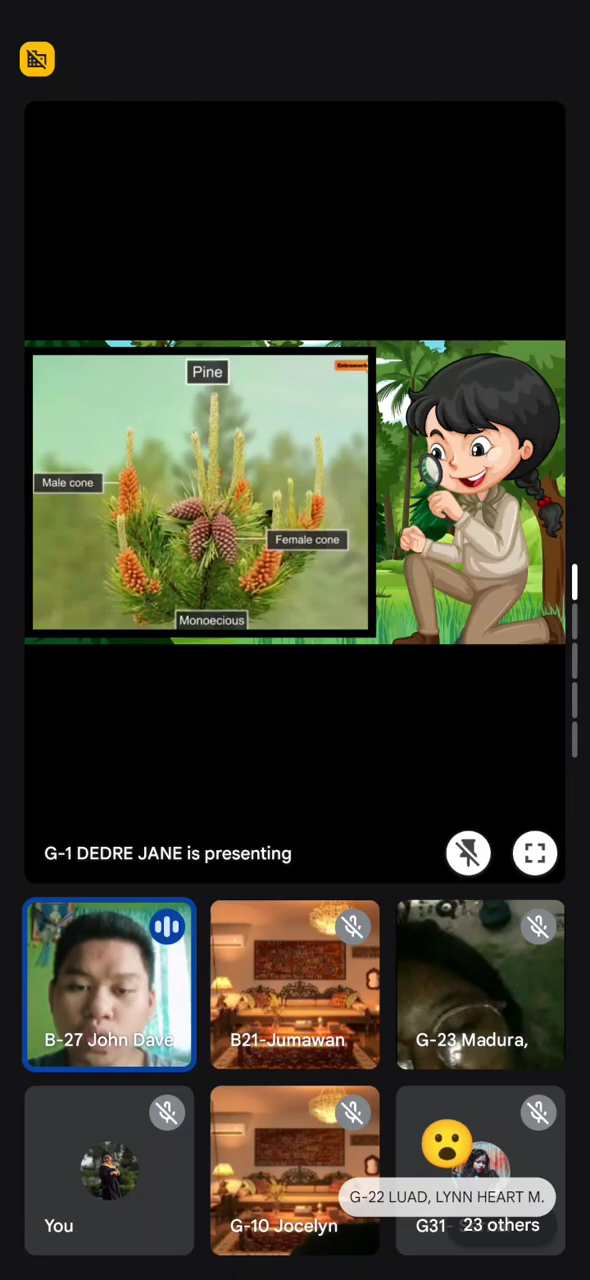 Pine
Extramarks
Male cone
Female cone
Monoecious
G-1 DEDRE JANE is presenting
B-27 John Dave
B21-Jumawan
G-23 Madura,
You
G-10 Jocelyn
G-22 LUAD, LYNN HEART M.
G31-
23 others